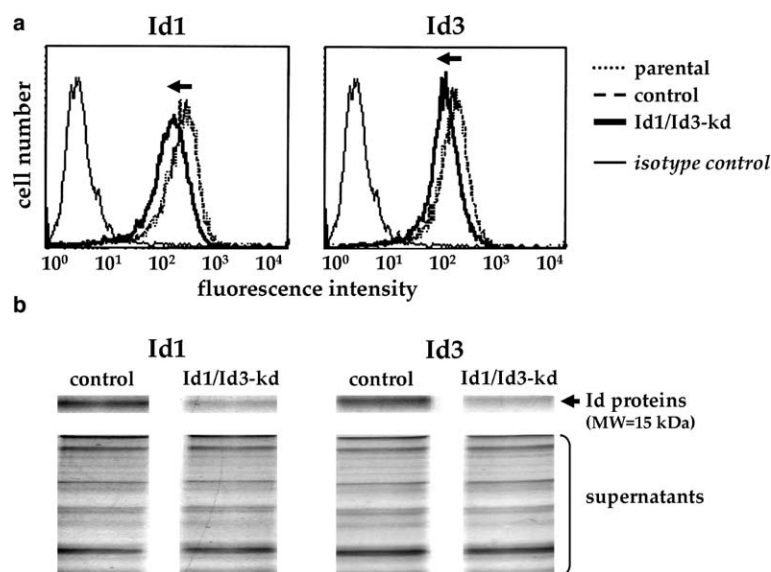 a
Id1
Id3
cell number
10⁰ 10¹ 10² 10³ 10⁴
10⁰ 10¹ 10² 10³ 10⁴
fluorescence intensity
parental
control
Id1/Id3-kd
isotype control
b
Id1
Id3
control
Id1/Id3-kd
control
Id1/Id3-kd
Id proteins
(MW=15 kDa)
supernatants